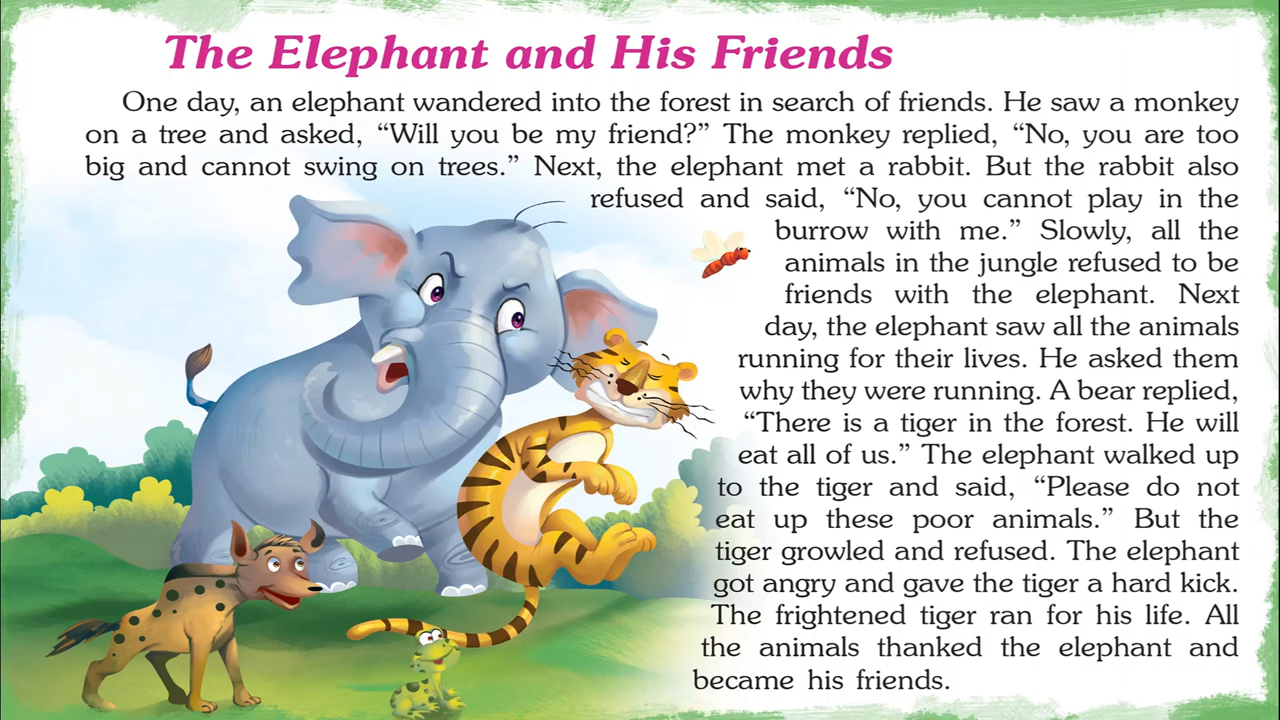 The Elephant and His Friends
One day, an elephant wandered into the forest in search of friends. He saw a monkey
on a tree and asked, “Will you be my friend?” The monkey replied, “No, you are too
big and cannot swing on trees.” Next, the elephant met a rabbit. But the rabbit also
refused and said, “No, you cannot play in the
burrow with me.” Slowly, all the
animals in the jungle refused to be
friends with the elephant. Next
day, the elephant saw all the animals
running for their lives. He asked them
why they were running. A bear replied,
“There is a tiger in the forest. He will
eat all of us.” The elephant walked up
to the tiger and said, “Please do not
eat up these poor animals.” But the
tiger growled and refused. The elephant
got angry and gave the tiger a hard kick.
The frightened tiger ran for his life. All
the animals thanked the elephant and
became his friends.